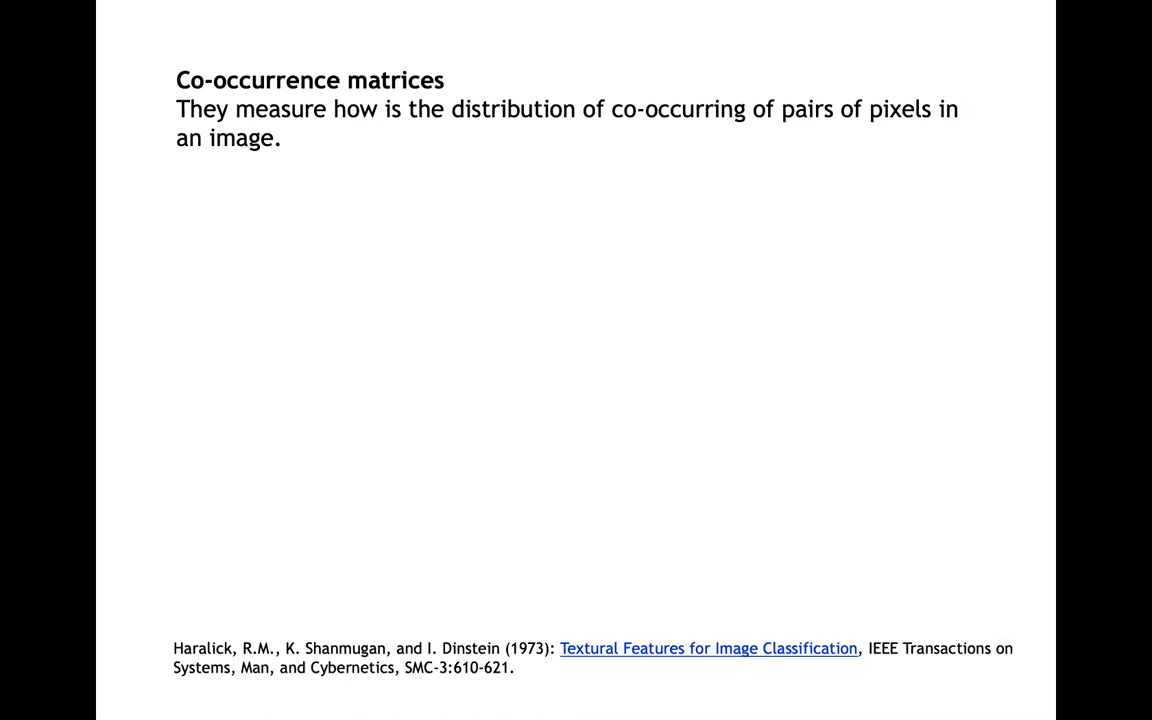 Co-occurrence matrices
They measure how is the distribution of co-occurring of pairs of pixels in
an image.
Haralick, R.M., K. Shanmugan, and I. Dinstein (1973): Textural Features for Image Classification, IEEE Transactions on
Systems, Man, and Cybernetics, SMC-3:610-621.